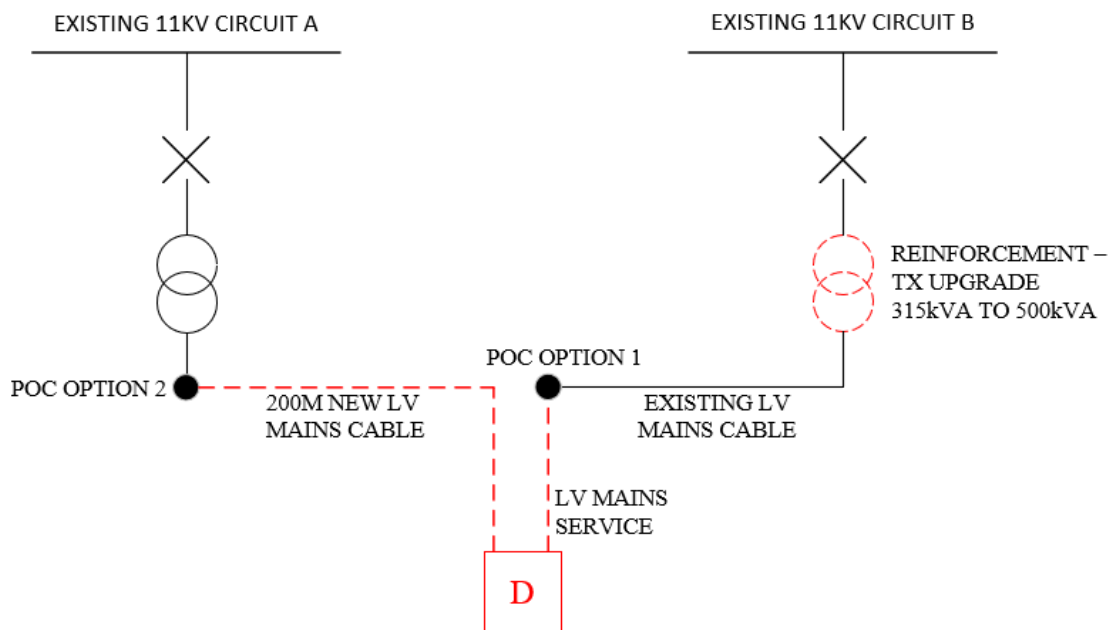 EXISTING 11KV CIRCUIT A
EXISTING 11KV CIRCUIT B
REINFORCEMENT –
TX UPGRADE
315kVA TO 500kVA
POC OPTION 1
POC OPTION 2
200M NEW LV
MAINS CABLE
EXISTING LV
MAINS CABLE
LV MAINS
SERVICE
D